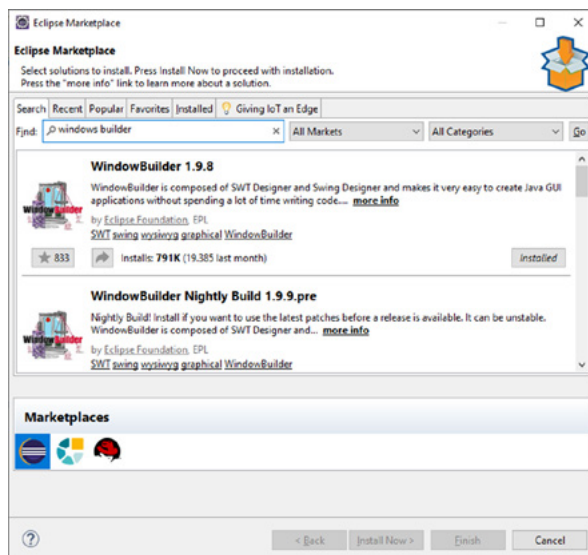 Eclipse Marketplace
Eclipse Marketplace
Select solutions to install. Press Install Now to proceed with installation.
Press the "more info" link to learn more about a solution.
Search Recent Popular Favorites Installed Giving IoT an Edge
Find: windows builder All Markets All Categories Go
WindowBuilder 1.9.8
WindowBuilder is composed of SWT Designer and Swing Designer and makes it very easy to create Java GUI
applications without spending a lot of time writing code.... more info
by Eclipse Foundation, EPL
SWT swing wysiwyg graphical WindowBuilder
833 Installs: 791K (19.385 last month) Installed
WindowBuilder
WindowBuilder Nightly Build 1.9.9.pre
Nightly Build! Install if you want to use the latest patches before a release is available. It can be unstable.
WindowBuilder is composed of SWT Designer and... more info
by Eclipse Foundation, EPL
SWT swing wysiwyg graphical WindowBuilder
WindowBuilder
Marketplaces
? < Back Install Now > Finish Cancel